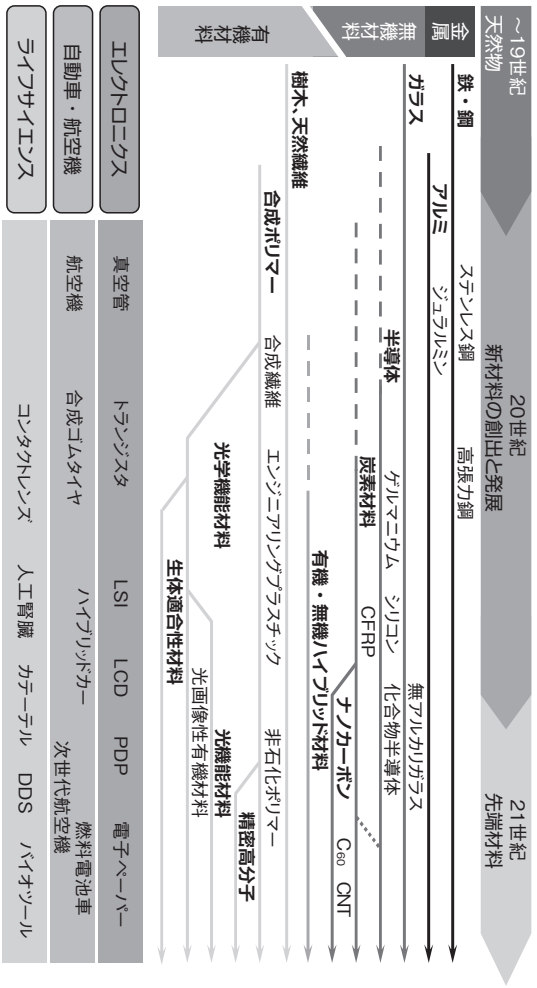 ～19世紀
天然物
20世紀
新材料の創出と発展
21世紀
先端材料
金属
無機材料
有機材料
鉄・鋼
ステンレス鋼
高張力鋼
アルミ
ジュラルミン
ガラス
無アルカリガラス
半導体
ゲルマニウム
シリコン
化合物半導体
炭素材料
CFRP
ナノカーボン
C60
CNT
有機・無機ハイブリッド材料
樹木、天然繊維
合成ポリマー
合成繊維
エンジニアリングプラスチック
非石化ポリマー
精密高分子
光学機能材料
光機能材料
光画像性有機材料
生体適合性材料
エレクトロニクス
真空管
トランジスタ
LSI
LCD
PDP
電子ペーパー
自動車・航空機
航空機
合成ゴムタイヤ
ハイブリッドカー
燃料電池車
次世代航空機
ライフサイエンス
コンタクトレンズ
人工腎臓
カテーテル
DDS
バイオツール